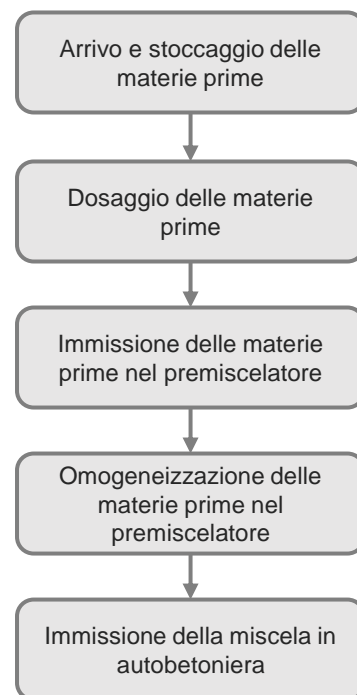 Arrivo e stoccaggio delle
materie prime
Dosaggio delle materie
prime
Immissione delle materie
prime nel premiscelatore
Omogeneizzazione delle
materie prime nel
premiscelatore
Immissione della miscela in
autobetoniera